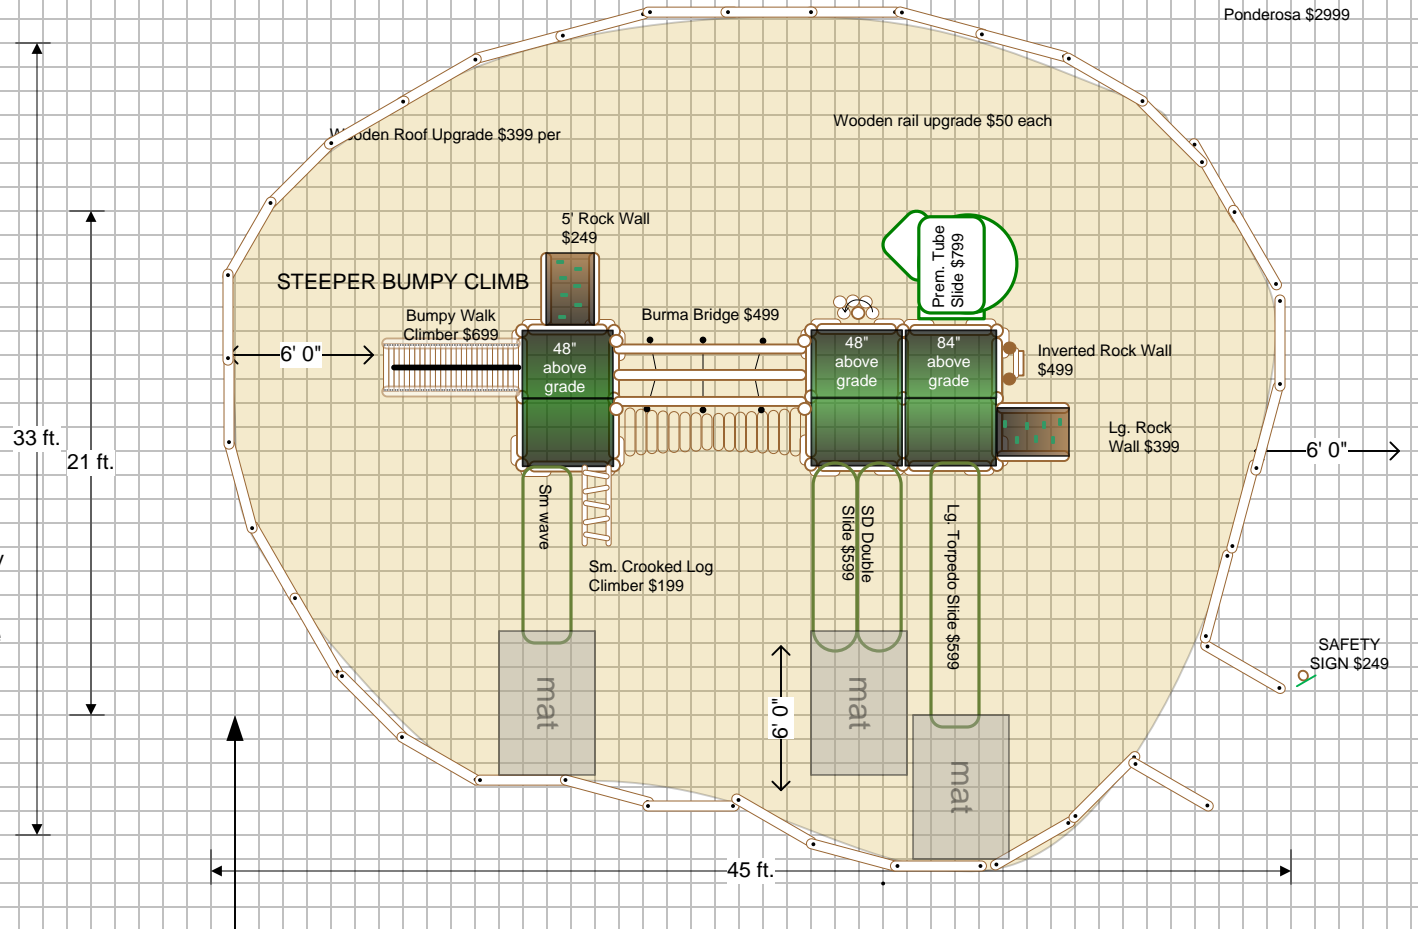 Ponderosa $2999
Wooden Roof Upgrade $399 per
Wooden rail upgrade $50 each
5' Rock Wall
$249
STEEPER BUMPY CLIMB
Bumpy Walk
Climber $699
Burma Bridge $499
Prem. Tube
Slide $799
6' 0"
48"
above
grade
48"
above
grade
84"
above
grade
Inverted Rock Wall
$499
Lg. Rock
Wall $399
33 ft.
21 ft.
6' 0"
Sm wave
Sm. Crooked Log
Climber $199
SD Double
Slide $599
Lg. Torpedo Slide $599
SAFETY
SIGN $249
mat
mat
mat
6' 0"
45 ft.